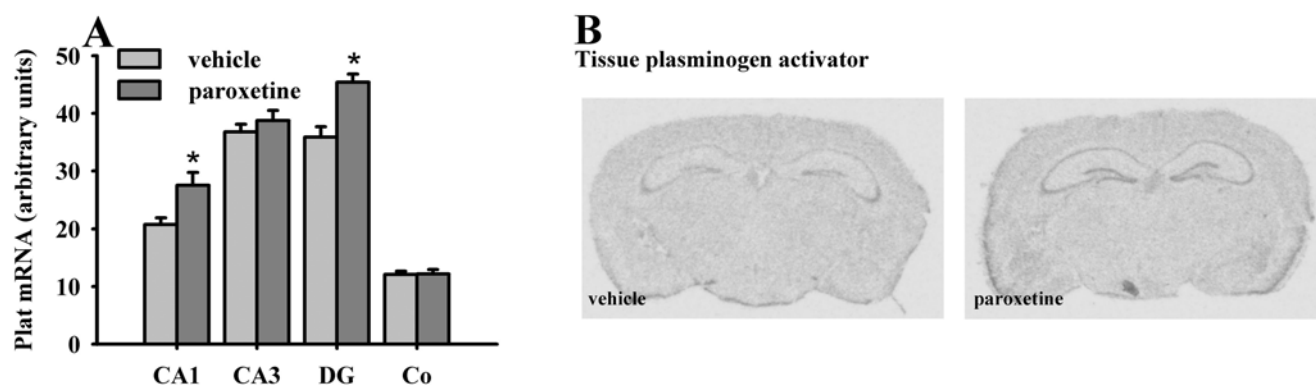 A
50
40
30
20
10
0
Plat mRNA (arbitrary units)
vehicle
paroxetine
*
*
CA1 CA3 DG Co
B
Tissue plasminogen activator
vehicle
paroxetine